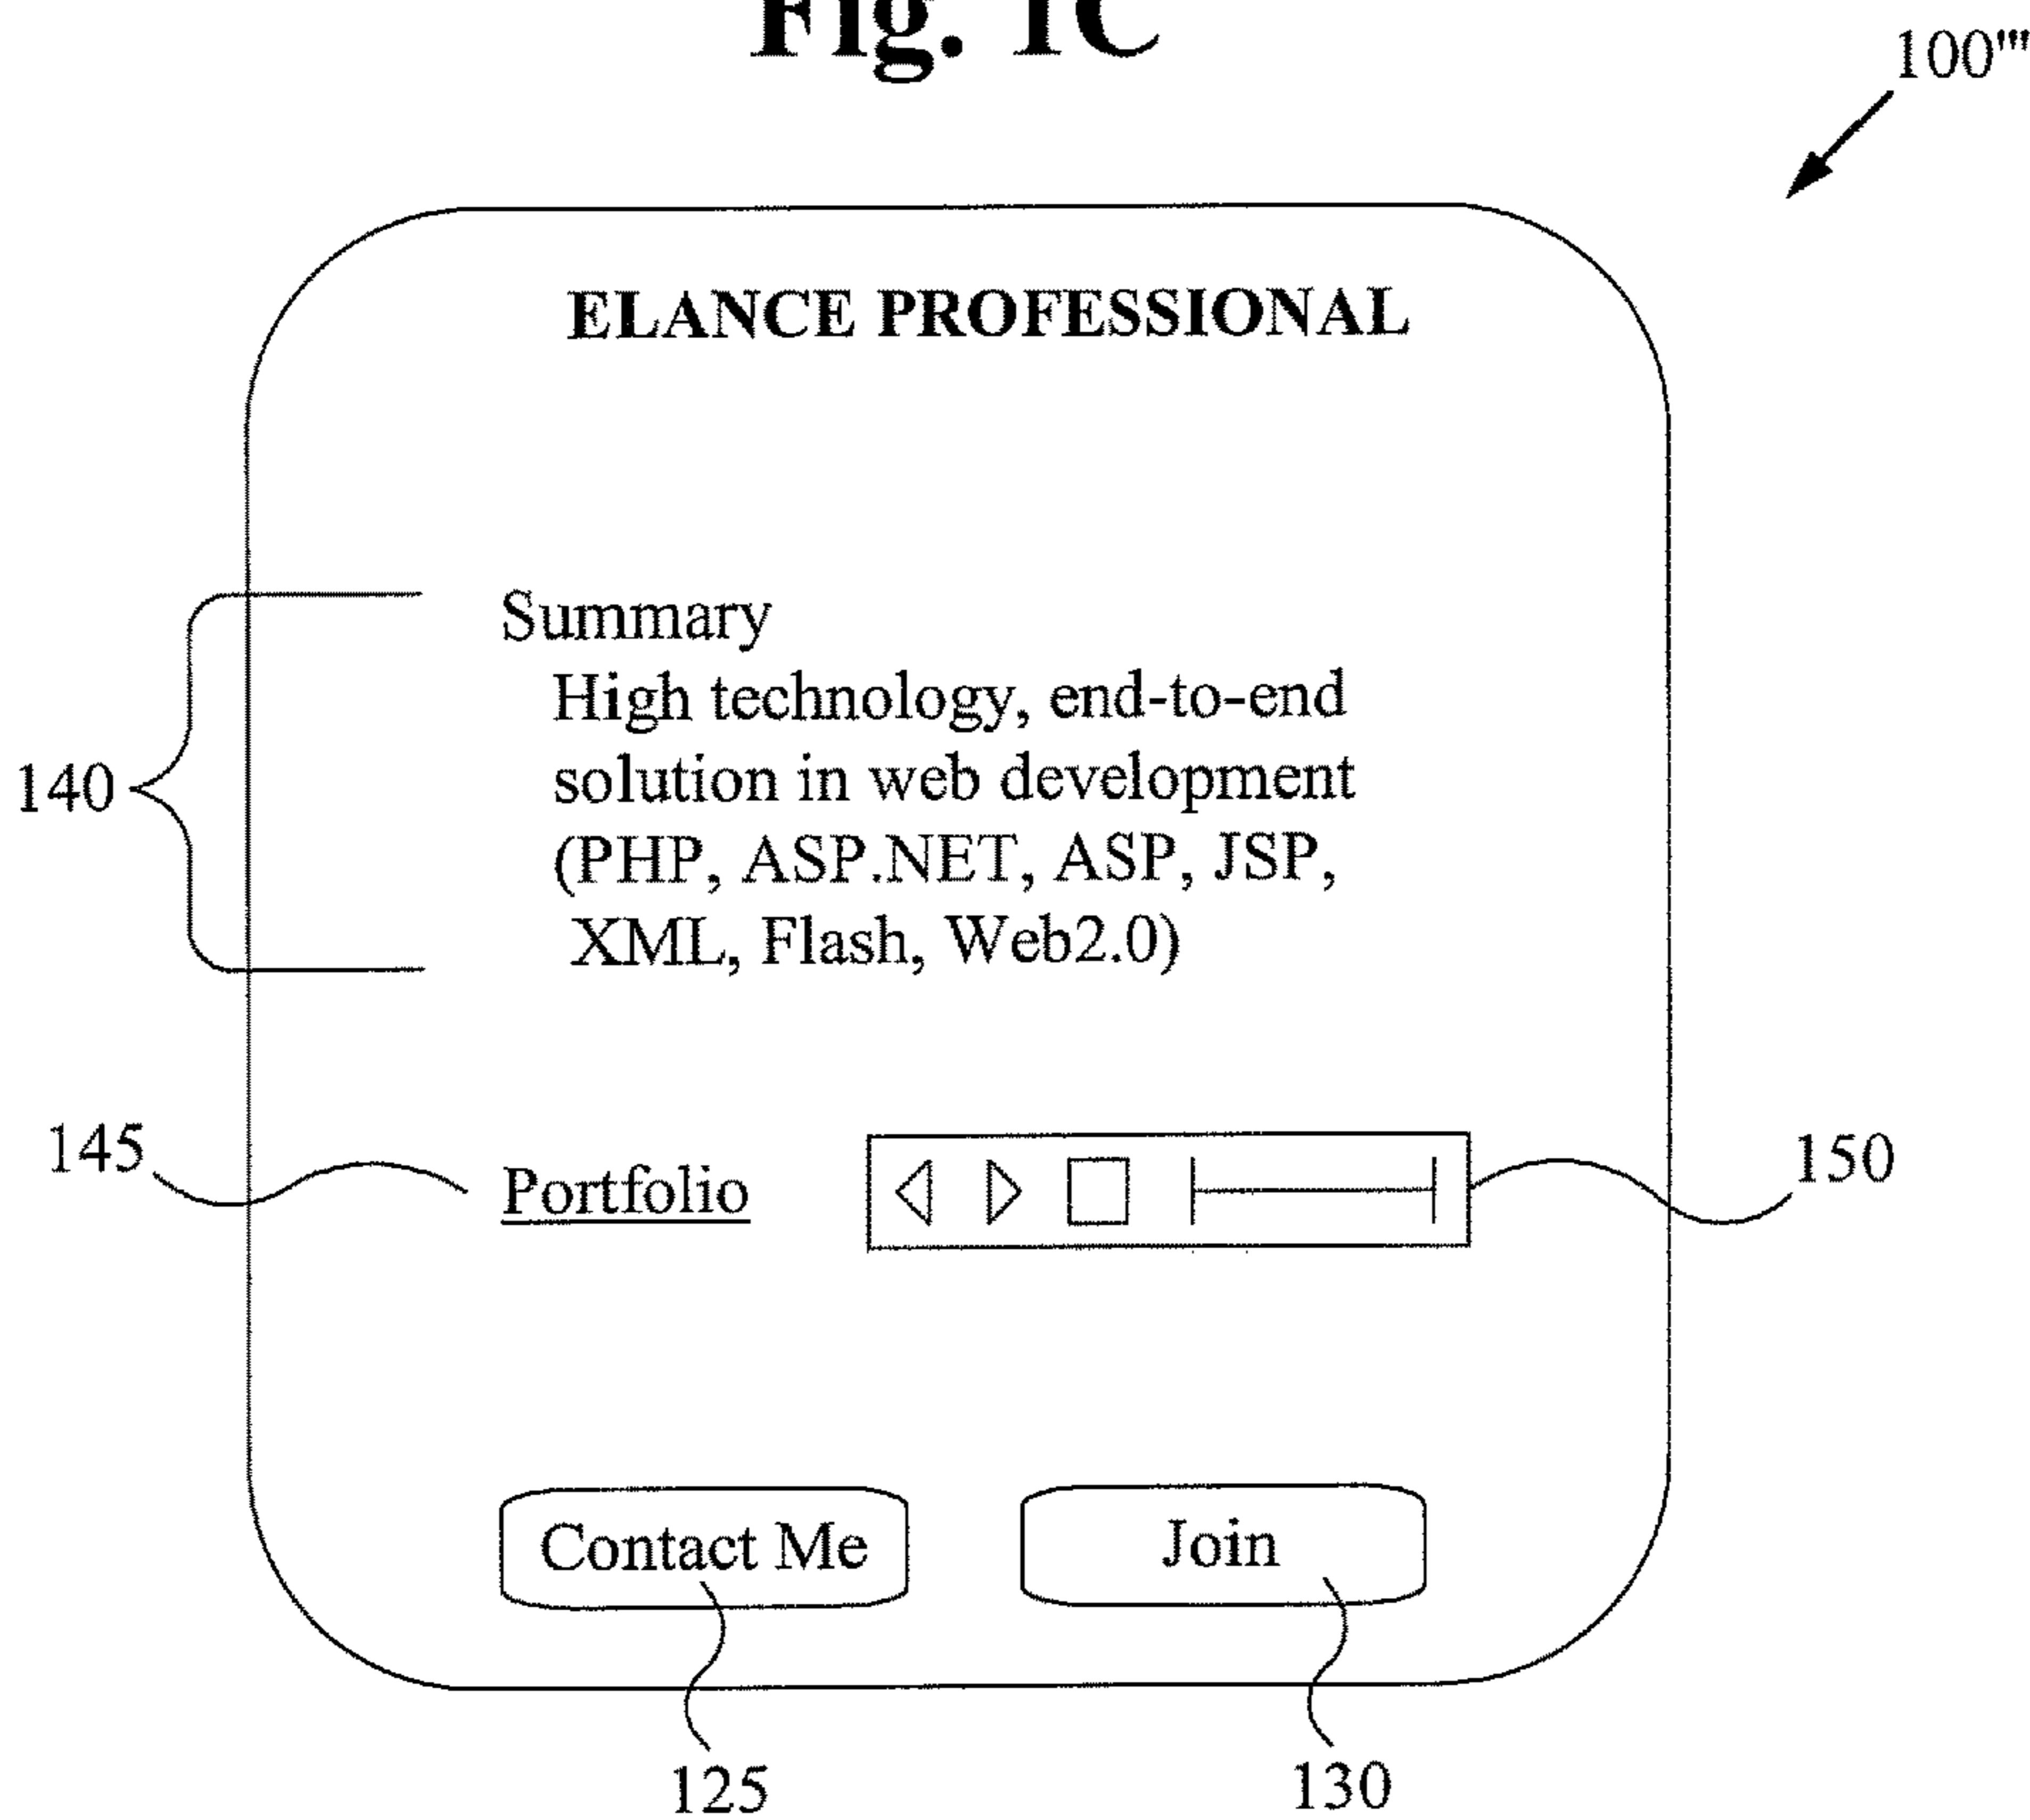 Fig. 1C
100'''
ELANCE PROFESSIONAL
Summary
High technology, end-to-end
solution in web development
(PHP, ASP.NET, ASP, JSP,
XML, Flash, Web2.0)
140
145
Portfolio
150
Contact Me
Join
125
130